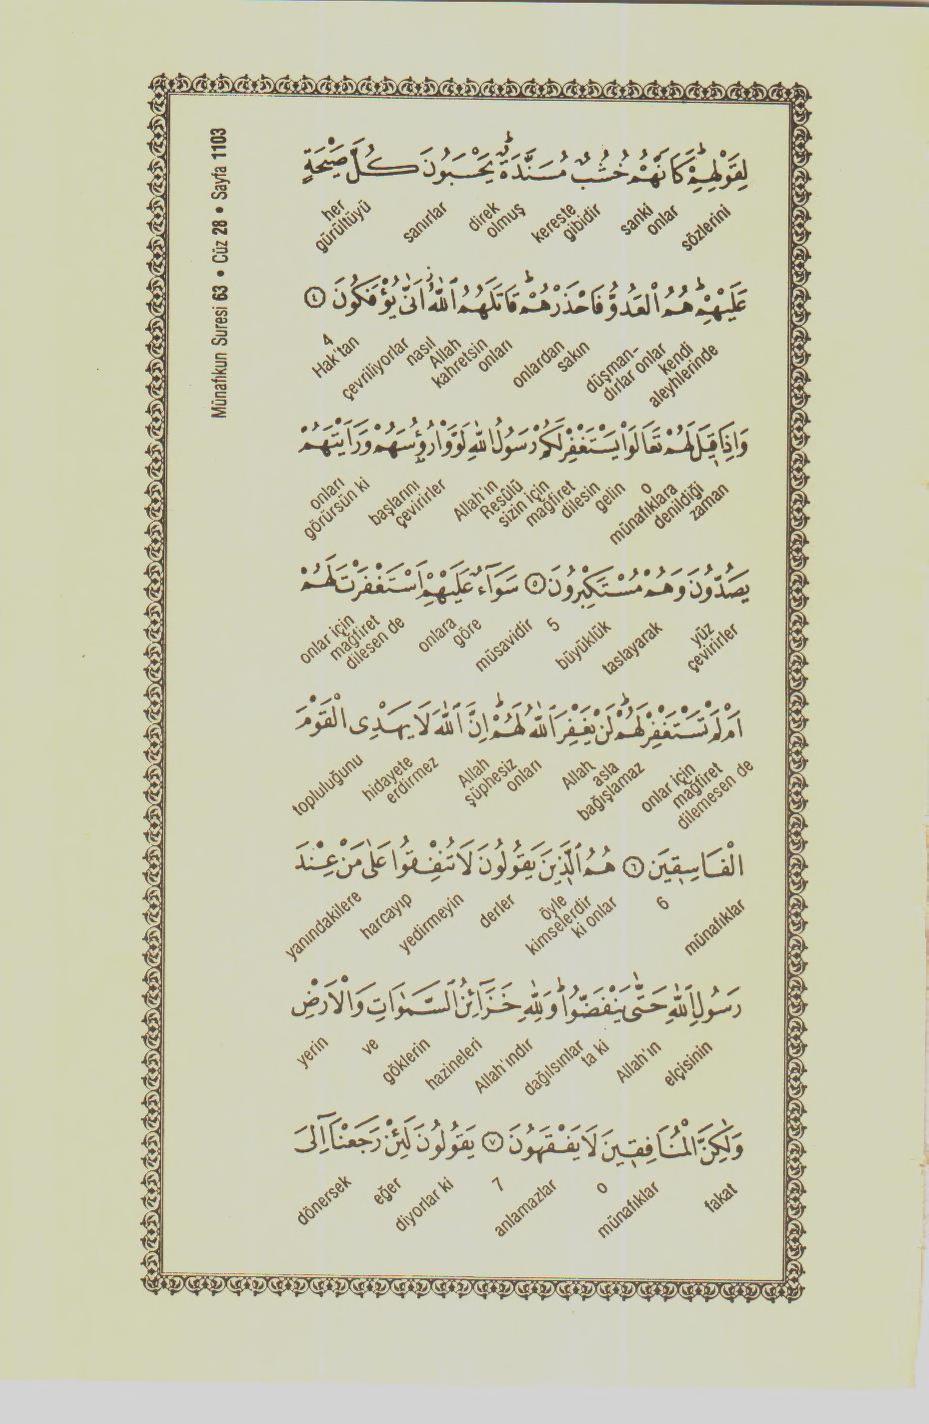 Münafikun Suresi 63 • Cüz 28 • Sayfa 1103
لِقَوْلِهِمْۜ كَاَنَّهُمْ خُشُبٌ مُسَنَّدَةٌۜ يَحْسَبُونَ كُلَّ صَيْحَةٍ
sözlerini
sanki onlar
kereste gibidir
direk olmuş
sanırlar
her gürültüyü
عَلَيْهِمْۜ هُمُ الْعَدُوُّ فَاحْذَرْهُمْۜ قَاتَلَهُمُ اللّٰهُۘ اَنّٰى يُؤْفَكُونَ ﴿٤﴾
kendi aleyhlerinde
düşman-dırlar onlar
sakın
onlardan
Allah kahretsin onları
nasıl
çevriliyorlar
Hak'tan 4
وَاِذَا قٖيلَ لَهُمْ تَعَالَوْا يَسْتَغْفِرْ لَكُمْ رَسُولُ اللّٰهِ لَوَّوْا رُؤُ۫سَهُمْ وَرَاَيْتَهُمْ
o münafıklara denildiği zaman
gelin
Allah'ın Resûlü sizin için mağfiret dilesin
başlarını çevirirler
onları görürsün ki
يَصُدُّونَ وَهُمْ مُسْتَكْبِرُونَ ﴿٥﴾ سَوَٓاءٌ عَلَيْهِمْ اَسْتَغْفَرْتَ لَهُمْ
yüz çevirirler
taslayarak
büyüklük
5
müsavidir
onlara göre
onlar için mağfiret dilesen de
اَمْ لَمْ تَسْتَغْفِرْ لَهُمْۜ لَنْ يَغْفِرَ اللّٰهُ لَهُمْۜ اِنَّ اللّٰهَ لَا يَهْدِى الْقَوْمَ
onlar için mağfiret dilemesen de
Allah asla bağışlamaz
Allah şüphesiz onları
hidayete erdirmez
topluluğunu
الْفَاسِقٖينَ ﴿٦﴾ هُمُ الَّذٖينَ يَقُولُونَ لَا تُنْفِقُوا عَلٰى مَنْ عِنْدَ
münafıklar
6
öyle kimselerdir ki onlar
derler
yedirmeyin
harcayıp
yanındakilere
رَسُولِ اللّٰهِ حَتّٰى يَنْفَضُّواۜ وَلِلّٰهِ خَزَٓائِنُ السَّمٰوَاتِ وَالْاَرْضِ
elçisinin
Allah'ın
ta ki
dağılsınlar
Allah'ındır
hazineleri
göklerin
ve
yerin
وَلٰكِنَّ الْمُنَافِقٖينَ لَا يَفْقَهُونَ ﴿٧﴾ يَقُولُونَ لَئِنْ رَجَعْنَٓا اِلَى
fakat
o münafıklar
anlamazlar
7
diyorlar ki
eğer
dönersek